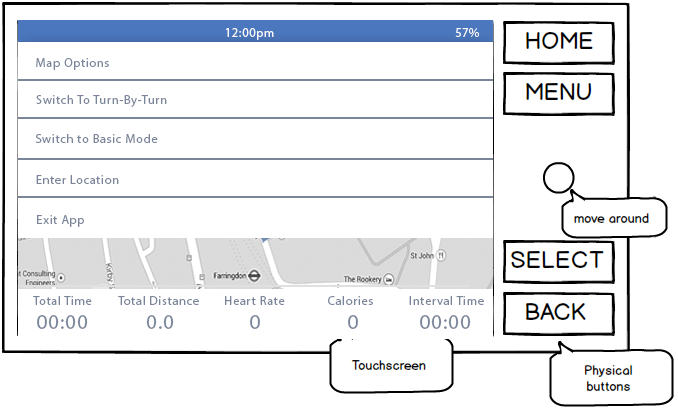 12:00pm 57%
HOME
Map Options
MENU
Switch To Turn-By-Turn
Switch to Basic Mode
Enter Location
move around
Exit App
St John
SELECT
t Consulting
Engineers
Kirby
Farringdon
The Rookery
Total Time Total Distance Heart Rate Calories Interval Time
00:00 0.0 0 0 00:00
BACK
Touchscreen
Physical
buttons